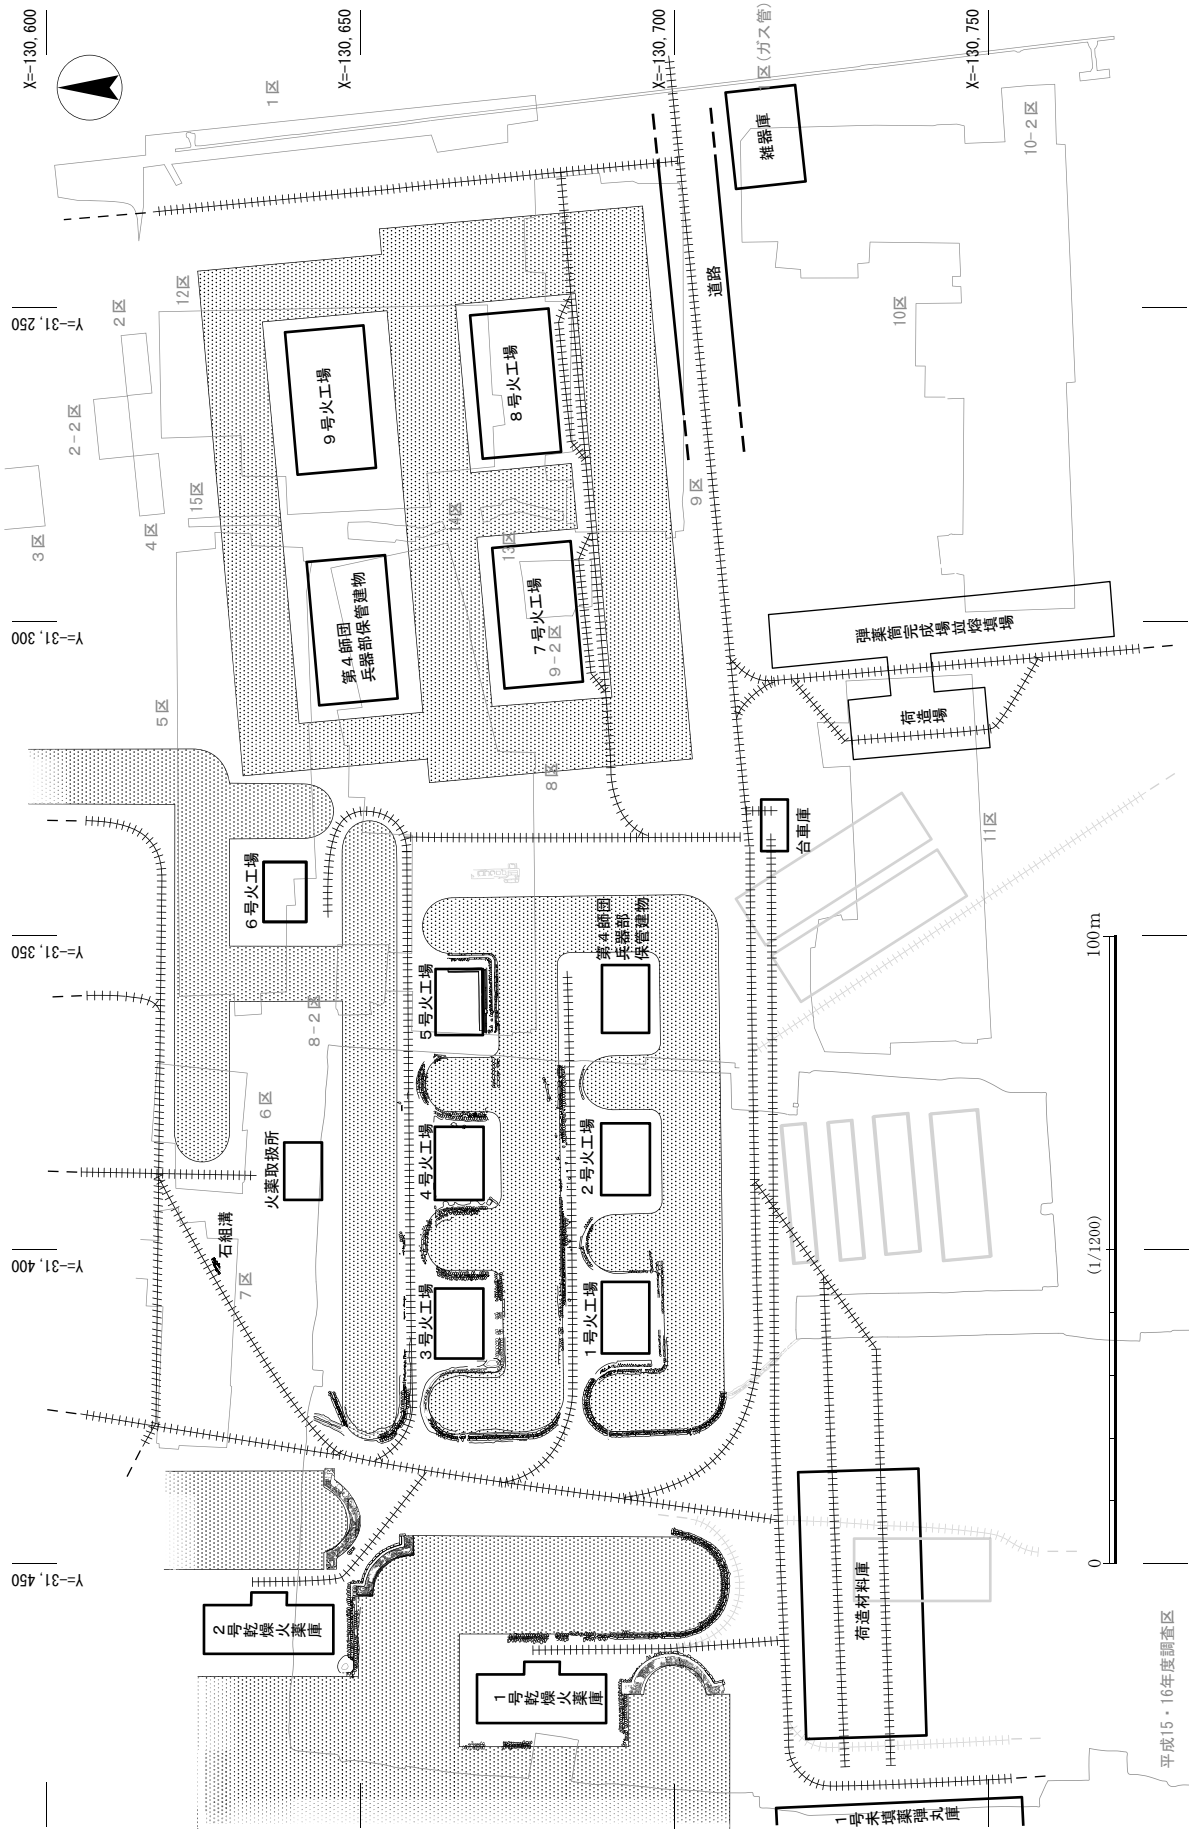 X=-130,600
X=-130,650
X=-130,700
X=-130,750
Y=-31,250
Y=-31,300
Y=-31,350
Y=-31,400
Y=-31,450
1区
区(ガス管)
雑器庫
10-2区
2区
12区
道路
10区
2-2区
9号火工場
8号火工場
3区
4区
15区
14区
13区
9区
第4師団
兵器部保管建物
7号火工場
9-2区
弾薬筒完成場竝熔填場
5区
8区
荷造場
台車庫
11区
6号火工場
5号火工場
第4師団
兵器部
保管建物
8-2区
6区
火薬取扱所
4号火工場
2号火工場
石組溝
7区
3号火工場
1号火工場
2号乾燥火薬庫
1号乾燥火薬庫
荷造材料庫
1号未填薬弾丸庫
0
(1/1200)
100m
平成15・16年度調査区